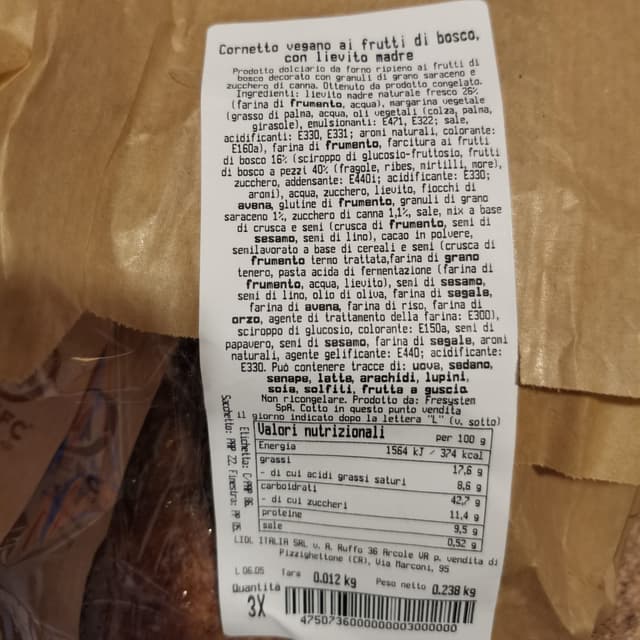 Cornetto vegano ai frutti di bosco,
con lievito madre
Prodotto dolciario da forno ripieno ai frutti di
bosco decorato con granuli di grano saraceno e
zucchero di canna. Ottenuto da prodotto congelato.
Ingredienti: lievito madre naturale fresco 26%
(farina di frumento, acqua), margarina vegetale
(grasso di palma, acqua, oli vegetali (colza, palma,
girasole), emulsionanti: E471, E322; sale,
acidificanti: E330, E331; aromi naturali, colorante:
E160a), farina di frumento, farcitura ai frutti
di bosco 16% (sciroppo di glucosio-fruttosio, frutti
di bosco a pezzi 40% (fragole, ribes, mirtilli, more),
zucchero, addensante: E440i; acidificante: E330;
aromi), acqua, zucchero, lievito, fiocchi di
avena, glutine di frumento, granuli di grano
saraceno 1%, zucchero di canna 1,1%, sale, mix a base
di crusca e semi (crusca di frumento, semi di
sesamo, semi di lino), cacao in polvere,
semilavorato a base di cereali e semi (crusca di
frumento termo trattata,farina di grano
tenero, pasta acida di fermentazione (farina di
frumento, acqua, lievito), semi di sesamo,
semi di lino, olio di oliva, farina di segale,
farina di avena, farina di riso, farina di
orzo, agente di trattamento della farina: E300),
sciroppo di glucosio, colorante: E150a, semi di
papavero, semi di sesamo, farina di segale, aromi
naturali, agente gelificante: E440; acidificante:
E330. Può contenere tracce di: uova, sedano,
senape, latte, arachidi, lupini,
soia, solfiti, frutta a guscio.
Non ricongelare. Prodotto da: Fresystem
SpA. Cotto in questo punto vendita
il giorno indicato dopo la lettera "L" (v. sotto)
Valori nutrizionali per 100 g
Energia 1564 kJ / 374 kcal
grassi 17,6 g
- di cui acidi grassi saturi 8,6 g
carboidrati 42,7 g
- di cui zuccheri 11,4 g
proteine 9,5 g
sale 0,52 g
Etichetta: C/PAP 86
Sacchetto: PAP 22 Finestra: PP 05
LIDL ITALIA SRL v. A. Ruffo 36 Arcole VR p. vendita di
Pizzighettone (CR), Via Marconi, 95
L 06.05 Tara 0.012 kg Peso netto 0.238 kg
Quantità
3X
4750736000000003000000
FC